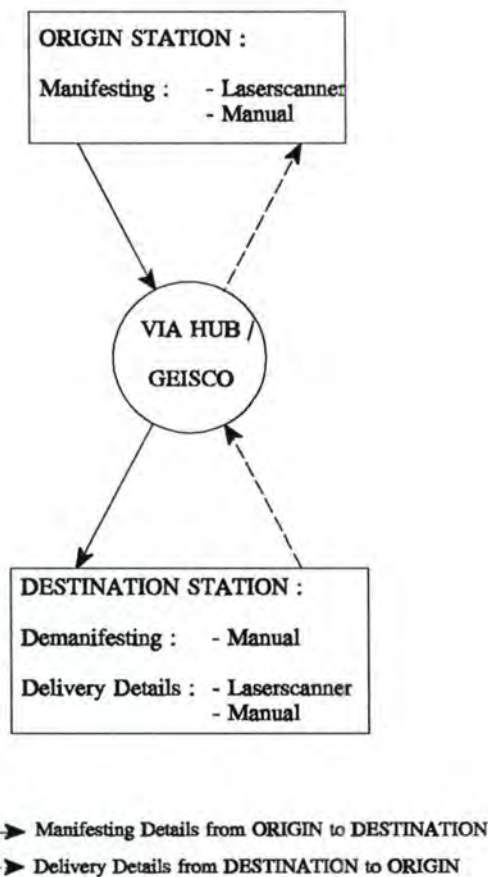 ORIGIN STATION :
Manifesting : - Laserscanner
- Manual
VIA HUB /
GEISCO
DESTINATION STATION :
Demanifesting : - Manual
Delivery Details : - Laserscanner
- Manual
Manifesting Details from ORIGIN to DESTINATION
Delivery Details from DESTINATION to ORIGIN